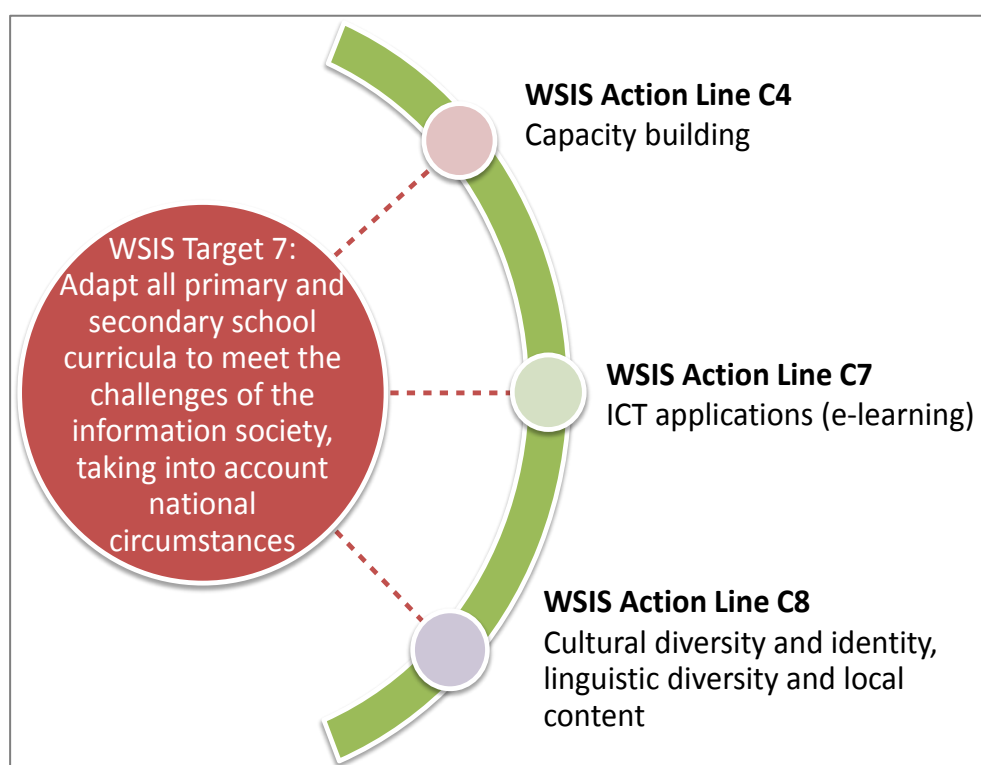 WSIS Target 7:
Adapt all primary and
secondary school
curricula to meet the
challenges of the
information society,
taking into account
national
circumstances
WSIS Action Line C4
Capacity building
WSIS Action Line C7
ICT applications (e-learning)
WSIS Action Line C8
Cultural diversity and identity,
linguistic diversity and local
content